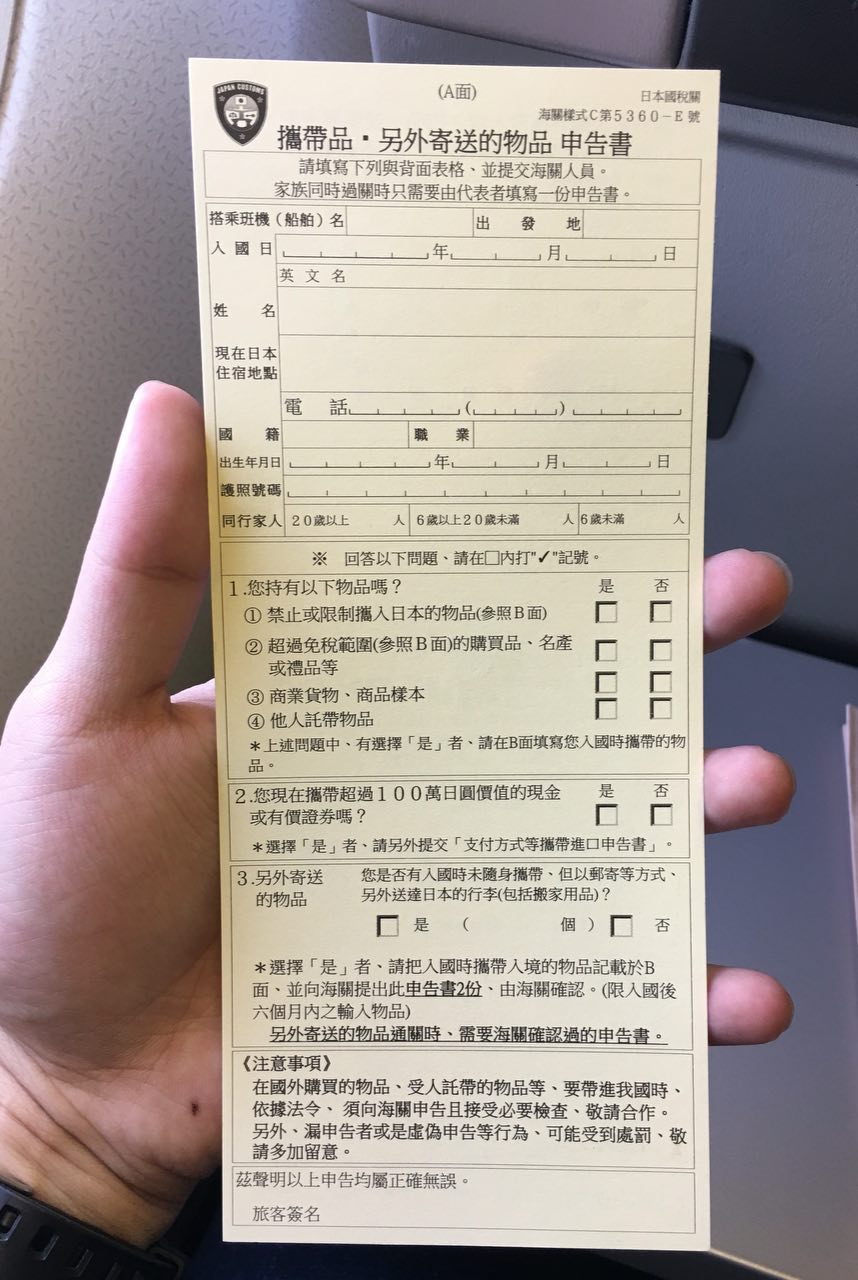 JAPAN CUSTOMS
(A面)
日本國稅關
海關樣式C第5360-E號
攜帶品・另外寄送的物品 申告書
請填寫下列與背面表格、並提交海關人員。
家族同時過關時只需要由代表者填寫一份申告書。
搭乘班機（船舶）名 出 發 地
入 國 日 年 月 日
英 文 名
姓 名
現在日本
住宿地點
電 話 ( )
國 籍 職 業
出生年月日 年 月 日
護照號碼
同行家人 20歲以上 人 6歲以上20歲未滿 人 6歲未滿 人
※ 回答以下問題、請在□內打"✓"記號。
1.您持有以下物品嗎？ 是 否
① 禁止或限制攜入日本的物品(參照B面) □ □
② 超過免稅範圍(參照B面)的購買品、名產 □ □
或禮品等
③ 商業貨物、商品樣本 □ □
④ 他人託帶物品 □ □
＊上述問題中、有選擇「是」者、請在B面填寫您入國時攜帶的物
品。
2.您現在攜帶超過100萬日圓價值的現金 是 否
或有價證券嗎？ □ □
＊選擇「是」者、請另外提交「支付方式等攜帶進口申告書」。
3.另外寄送 您是否有入國時未隨身攜帶、但以郵寄等方式、
的物品 另外送達日本的行李(包括搬家用品)？
□ 是 （ 個 ） □ 否
＊選擇「是」者、請把入國時攜帶入境的物品記載於B
面、並向海關提出此申告書2份、由海關確認。(限入國後
六個月內之輸入物品)
另外寄送的物品通關時、需要海關確認過的申告書。
《注意事項》
在國外購買的物品、受人託帶的物品等、要帶進我國時、
依據法令、須向海關申告且接受必要檢查、敬請合作。
另外、漏申告者或是虛偽申告等行為、可能受到處罰、敬
請多加留意。
茲聲明以上申告均屬正確無誤。
旅客簽名